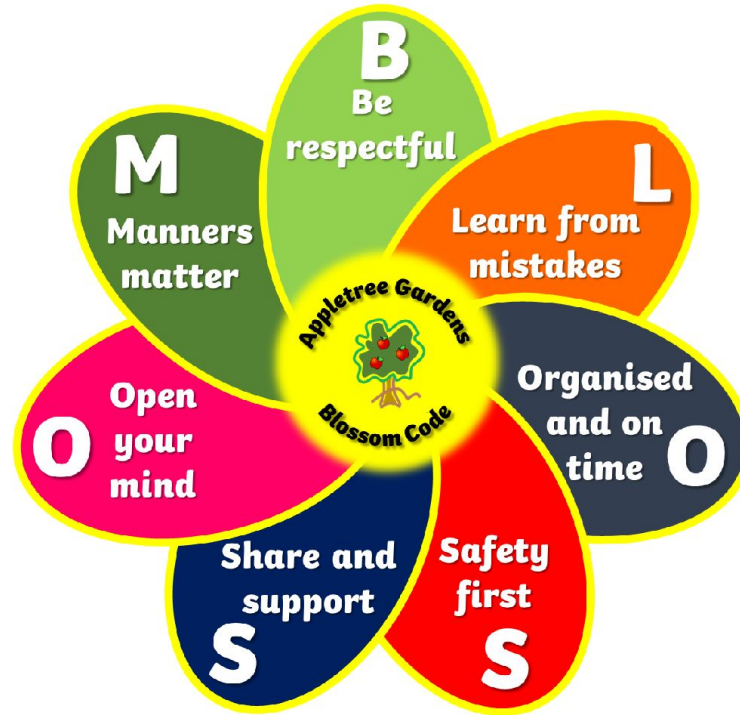 B
Be
respectful
L
Learn from
mistakes
Organised
and on
time
O
Safety
first
S
Share and
support
S
Open
your
mind
O
M
Manners
matter
Appletree Gardens
Blossom Code